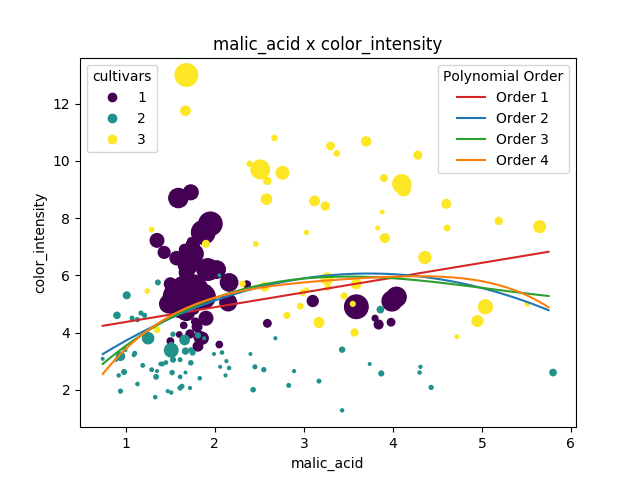 malic_acid x color_intensity
cultivars
1
2
3
Polynomial Order
Order 1
Order 2
Order 3
Order 4
color_intensity
12
10
8
6
4
2
1 2 3 4 5 6
malic_acid